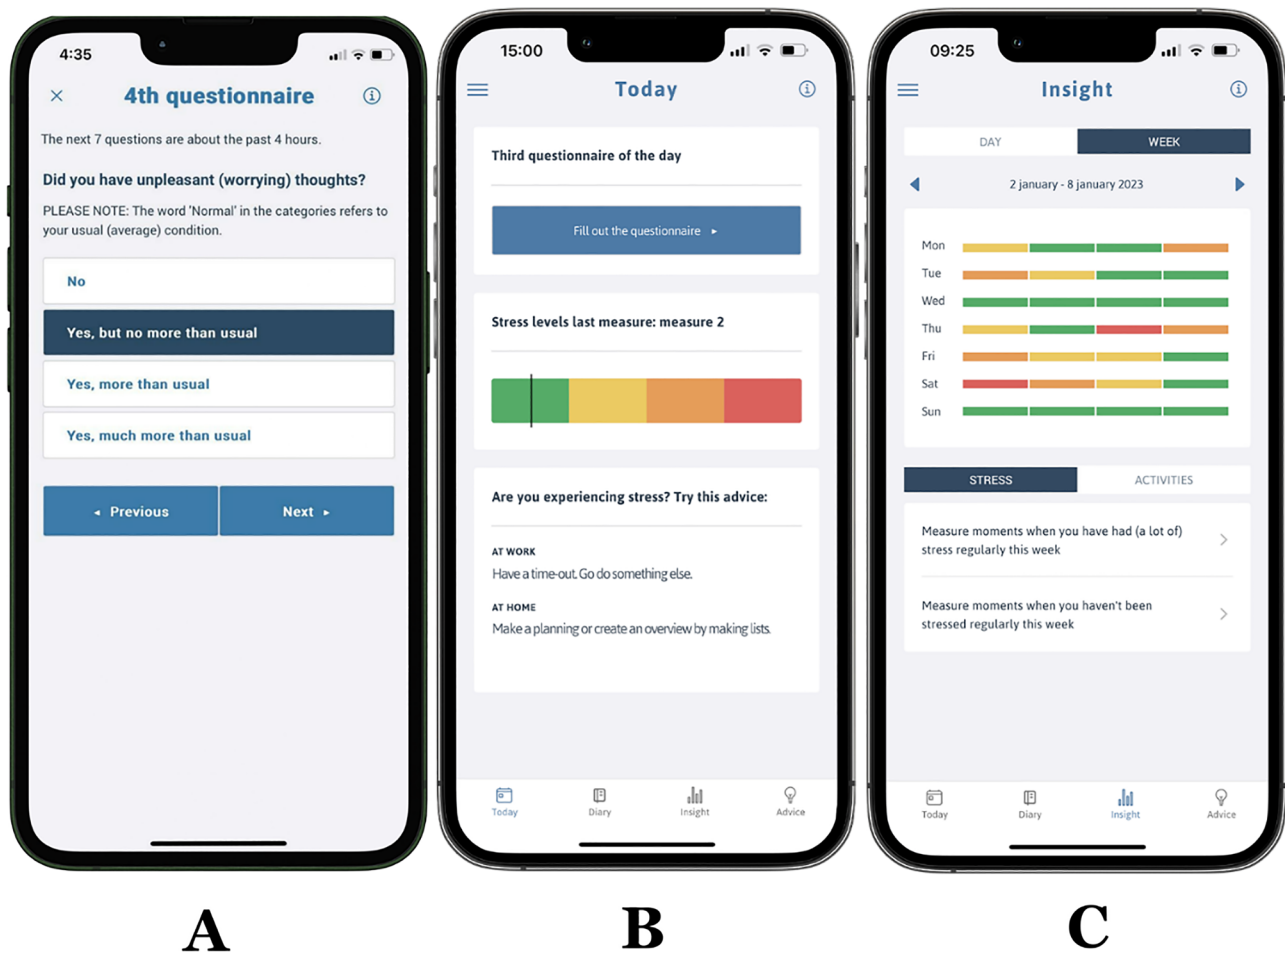 4:35
4th questionnaire
The next 7 questions are about the past 4 hours.
Did you have unpleasant (worrying) thoughts?
PLEASE NOTE: The word 'Normal' in the categories refers to
your usual (average) condition.
No
Yes, but no more than usual
Yes, more than usual
Yes, much more than usual
Previous
Next
A
15:00
Today
Third questionnaire of the day
Fill out the questionnaire
Stress levels last measure: measure 2
Are you experiencing stress? Try this advice:
AT WORK
Have a time-out. Go do something else.
AT HOME
Make a planning or create an overview by making lists.
Today
Diary
Insight
Advice
B
09:25
Insight
DAY
WEEK
2 january - 8 january 2023
Mon
Tue
Wed
Thu
Fri
Sat
Sun
STRESS
ACTIVITIES
Measure moments when you have had (a lot of)
stress regularly this week
Measure moments when you haven't been
stressed regularly this week
Today
Diary
Insight
Advice
C